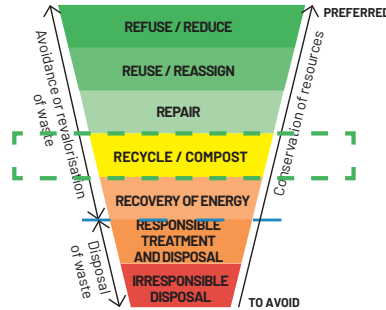 PREFERRED
REFUSE / REDUCE
REUSE / REASSIGN
REPAIR
RECYCLE / COMPOST
RECOVERY OF ENERGY
RESPONSIBLE
TREATMENT
AND DISPOSAL
IRRESPONSIBLE
DISPOSAL
TO AVOID
Avoidance or revalorisation
of waste
Disposal
of waste
Conservation of resources